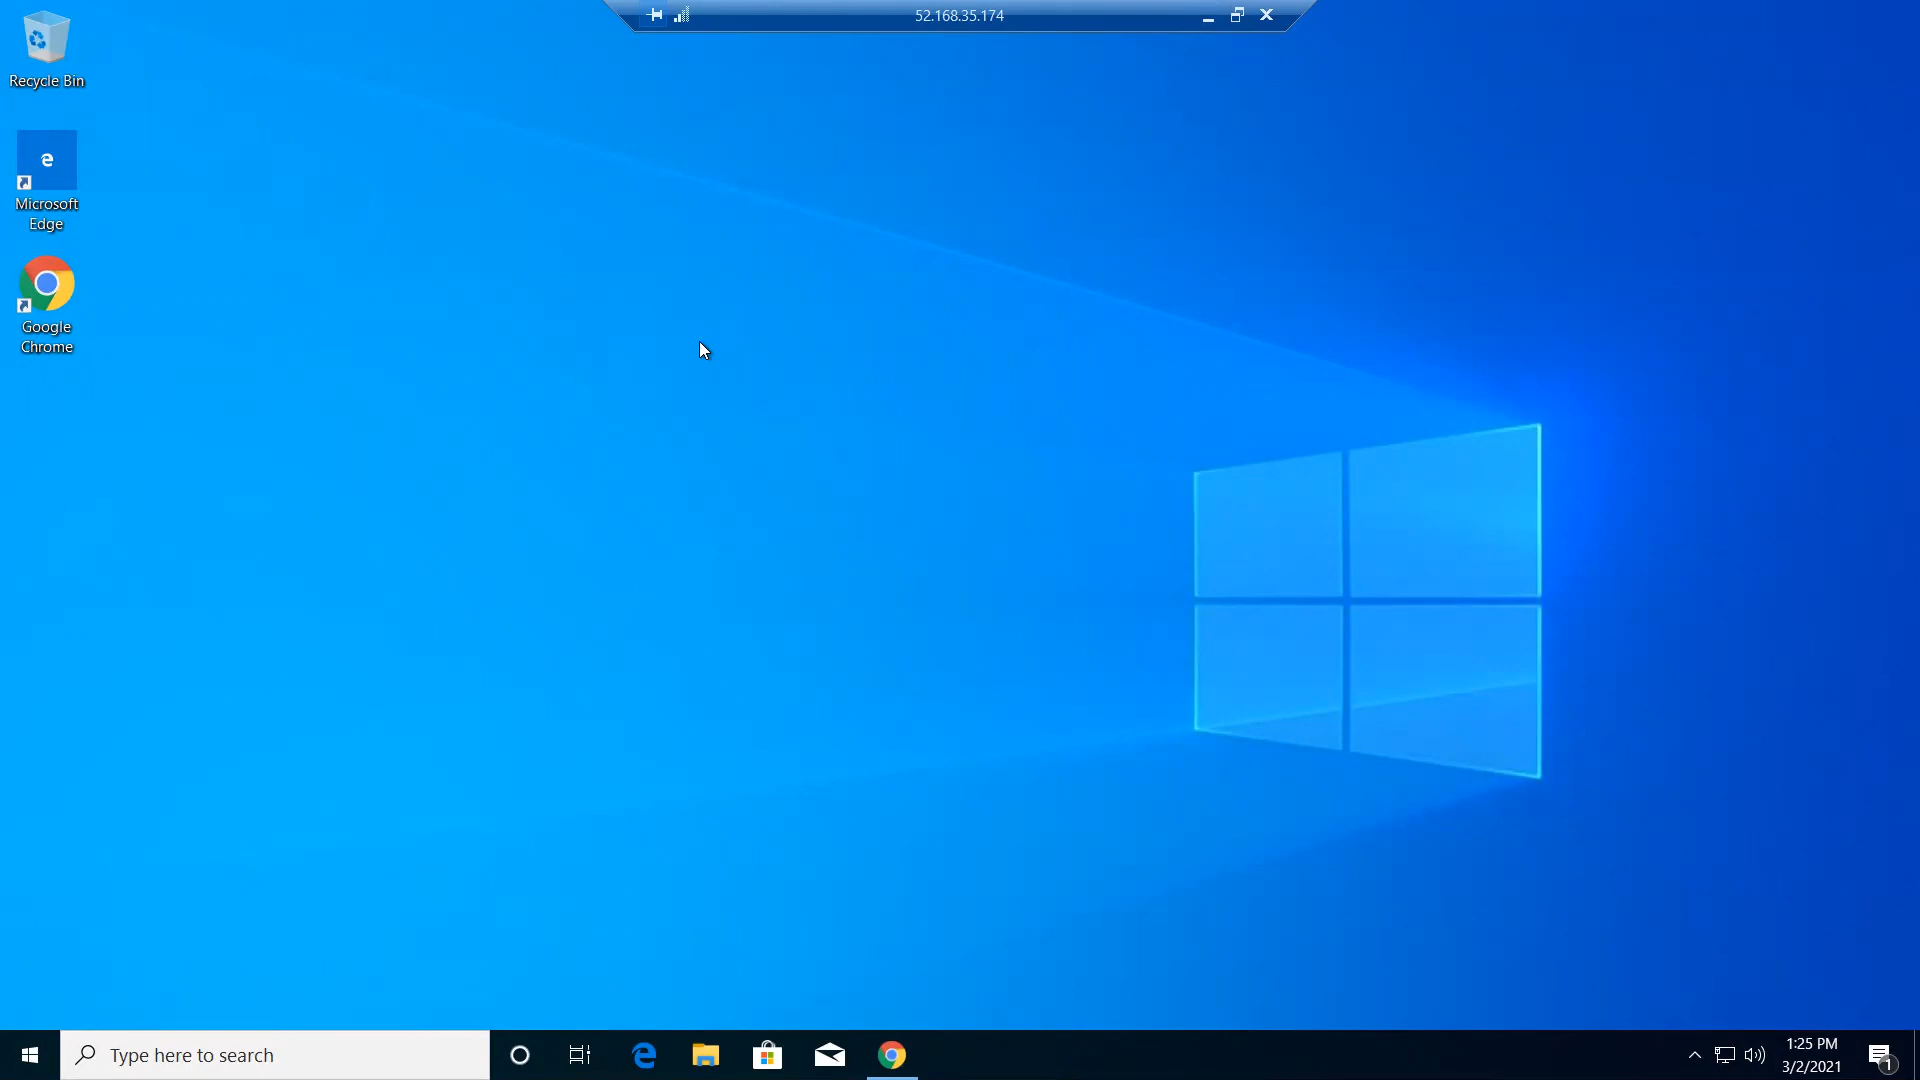 52.168.35.174
Recycle Bin
Microsoft
Edge
Google
Chrome
Type here to search
1:25 PM
3/2/2021
1